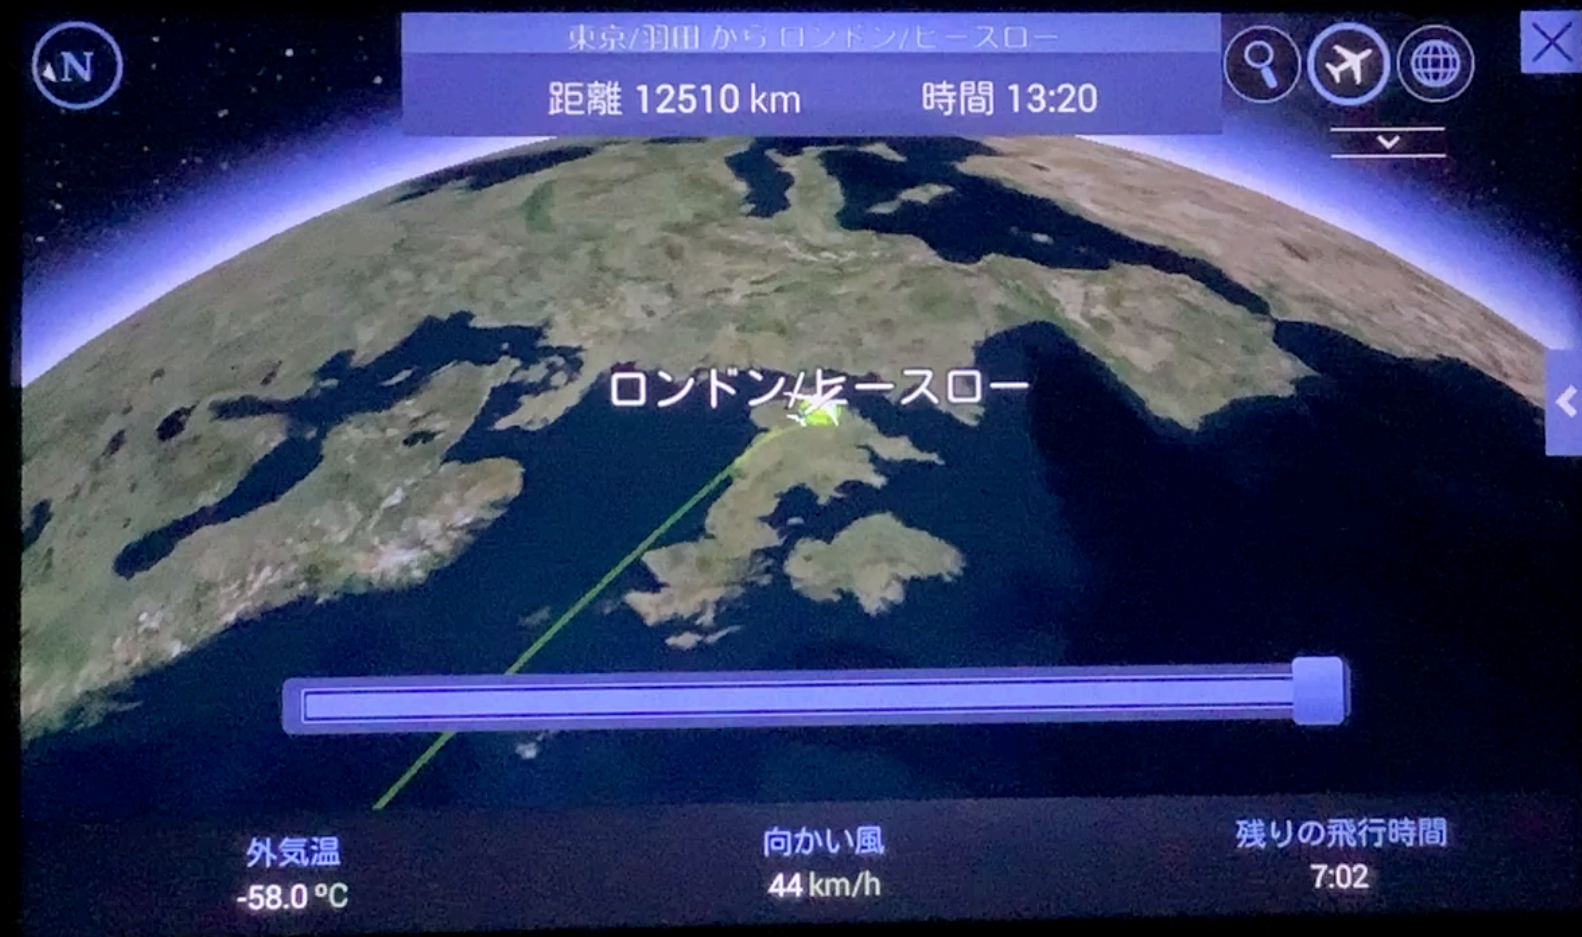 N
東京/羽田 から ロンドン/ヒースロー
距離 12510 km 時間 13:20
ロンドン/ヒースロー
外気温 向かい風 残りの飛行時間
-58.0 ºC 44 km/h 7:02